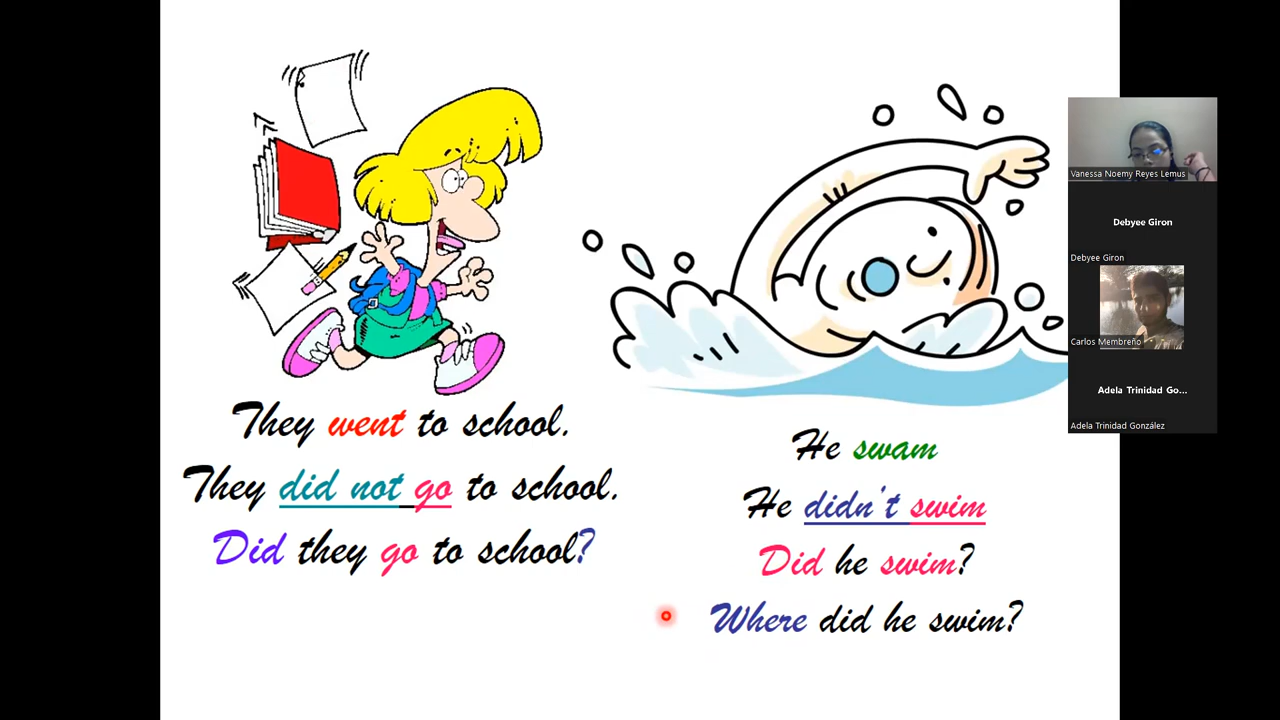 They went to school.
They did not go to school.
Did they go to school?
He swam
He didn't swim
Did he swim?
Where did he swim?
Vanessa Noemy Reyes Lemus
Debyee Giron
Debyee Giron
Carlos Membreño
Adela Trinidad Go...
Adela Trinidad González